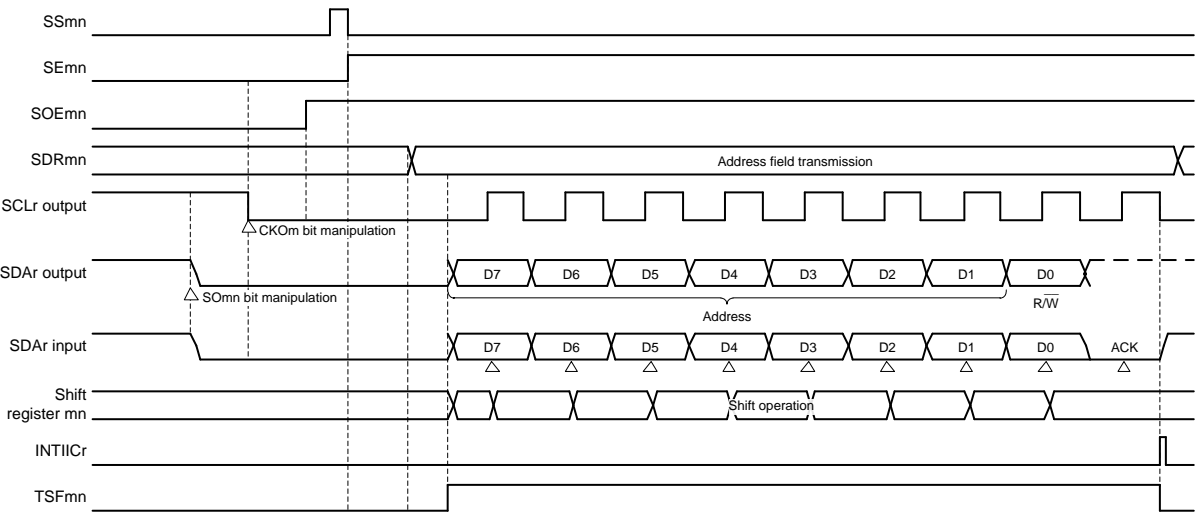 SSmn
SEmn
SOEmn
SDRmn
Address field transmission
SCLr output
CKOm bit manipulation
SDAr output
D7 D6 D5 D4 D3 D2 D1 D0
SOmn bit manipulation
Address
R/W̅
SDAr input
D7 D6 D5 D4 D3 D2 D1 D0 ACK
Shift
register mn
Shift operation
INTIICr
TSFmn